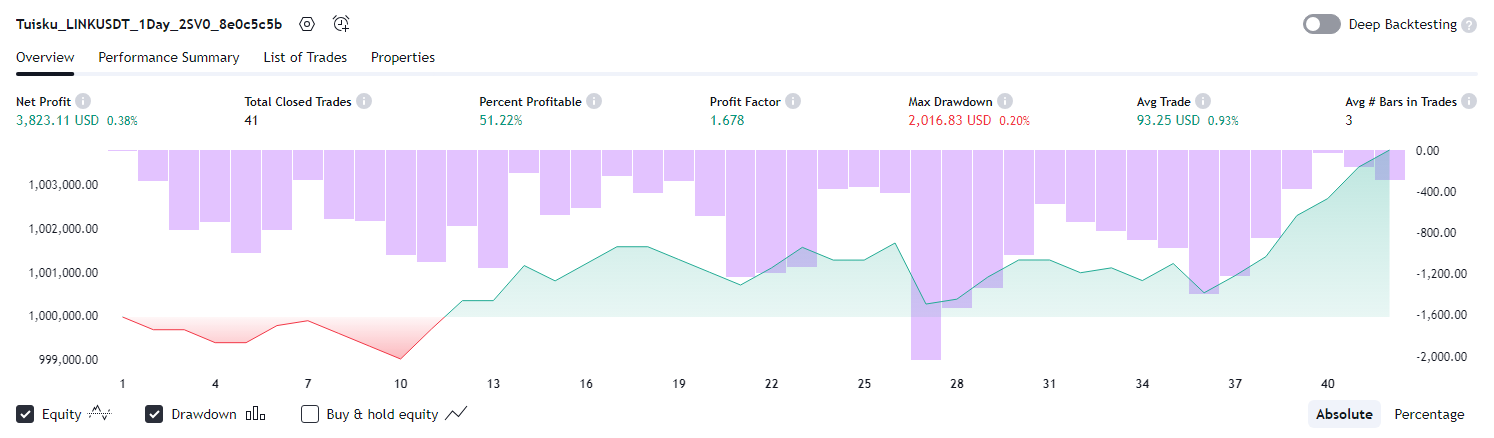 Tuisku_LINKUSDT_1Day_2SV0_8e0c5c5b Deep Backtesting ?
Overview Performance Summary List of Trades Properties
Net Profit i Total Closed Trades i Percent Profitable i Profit Factor i Max Drawdown i Avg Trade i Avg # Bars in Trades i
3,823.11 USD 0.38% 41 51.22% 1.678 2,016.83 USD 0.20% 93.25 USD 0.93% 3
0.00
1,003,000.00 -400.00
1,002,000.00 -800.00
1,001,000.00 -1,200.00
1,000,000.00 -1,600.00
999,000.00 -2,000.00
1 4 7 10 13 16 19 22 28 31 34 37 40
Equity Drawdown Buy & hold equity Absolute Percentage